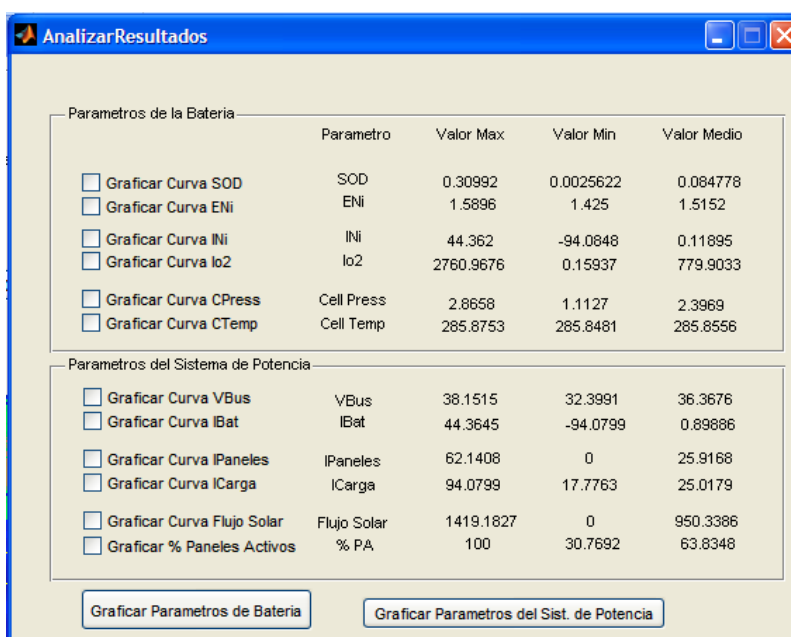 AnalizarResultados
Parametros de la Bateria
Parametro Valor Max Valor Min Valor Medio
Graficar Curva SOD SOD 0.30992 0.0025622 0.084778
Graficar Curva ENi ENi 1.5896 1.425 1.5152
Graficar Curva INi INi 44.362 -94.0848 0.11895
Graficar Curva Io2 Io2 2760.9676 0.15937 779.9033
Graficar Curva CPress Cell Press 2.8658 1.1127 2.3969
Graficar Curva CTemp Cell Temp 285.8753 285.8481 285.8556
Parametros del Sistema de Potencia
Graficar Curva VBus VBus 38.1515 32.3991 36.3676
Graficar Curva IBat IBat 44.3645 -94.0799 0.89886
Graficar Curva IPaneles IPaneles 62.1408 0 25.9168
Graficar Curva ICarga ICarga 94.0799 17.7763 25.0179
Graficar Curva Flujo Solar Flujo Solar 1419.1827 0 950.3386
Graficar % Paneles Activos % PA 100 30.7692 63.8348
Graficar Parametros de Bateria Graficar Parametros del Sist. de Potencia